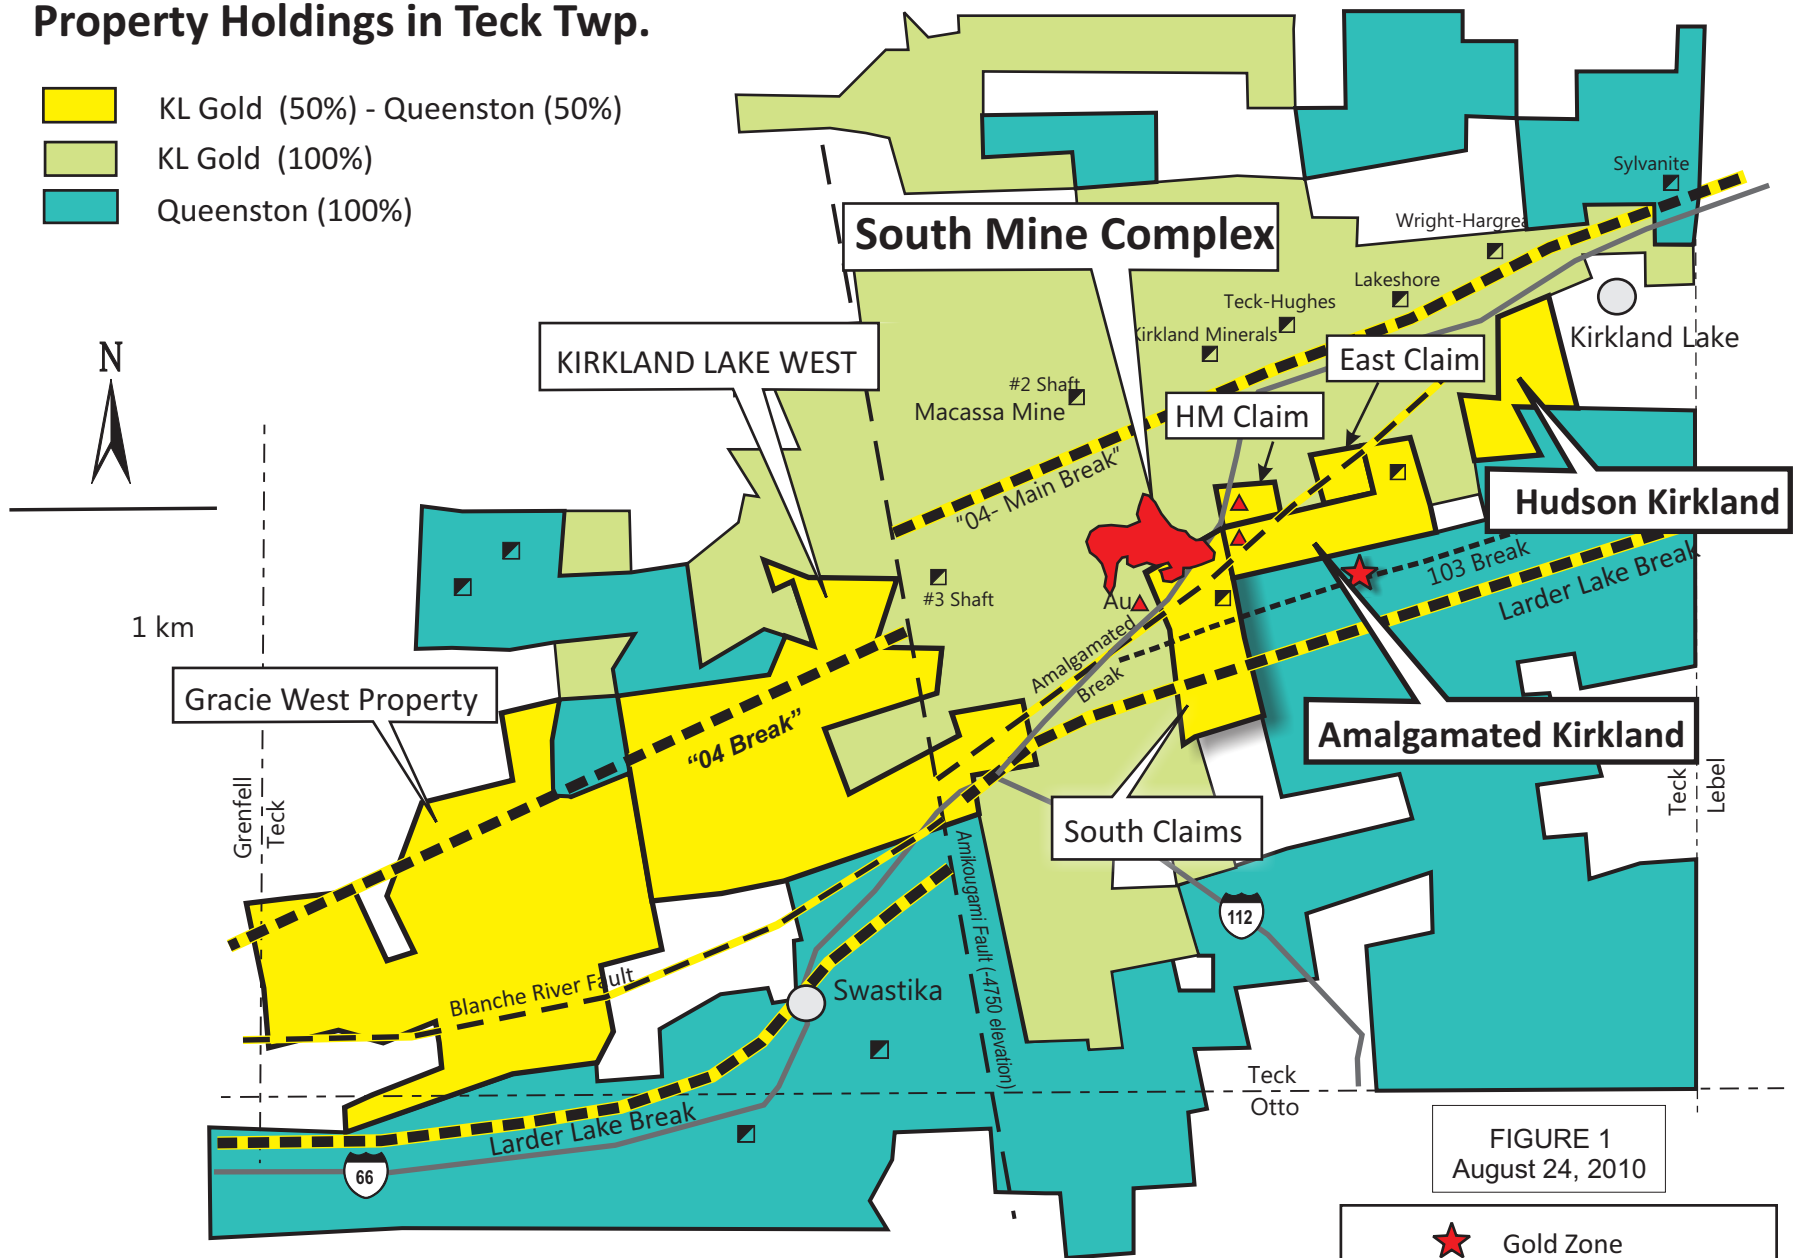 Property Holdings in Teck Twp.
KL Gold (50%) - Queenston (50%)
KL Gold (100%)
Queenston (100%)
Sylvanite
Wright-Hargrea
South Mine Complex
Lakeshore
Teck-Hughes
Kirkland Minerals
Kirkland Lake
East Claim
KIRKLAND LAKE WEST
N
#2 Shaft
Macassa Mine
HM Claim
"04- Main Break"
Hudson Kirkland
103 Break
Larder Lake Break
#3 Shaft
Au
1 km
Amalgamated
Break
Gracie West Property
"04 Break"
Amalgamated Kirkland
Grenfell
Teck
Teck
Lebel
South Claims
Amikougami Fault (-4750 elevation)
112
Blanche River Fault
Swastika
Teck
Otto
Larder Lake Break
66
FIGURE 1
August 24, 2010
Gold Zone